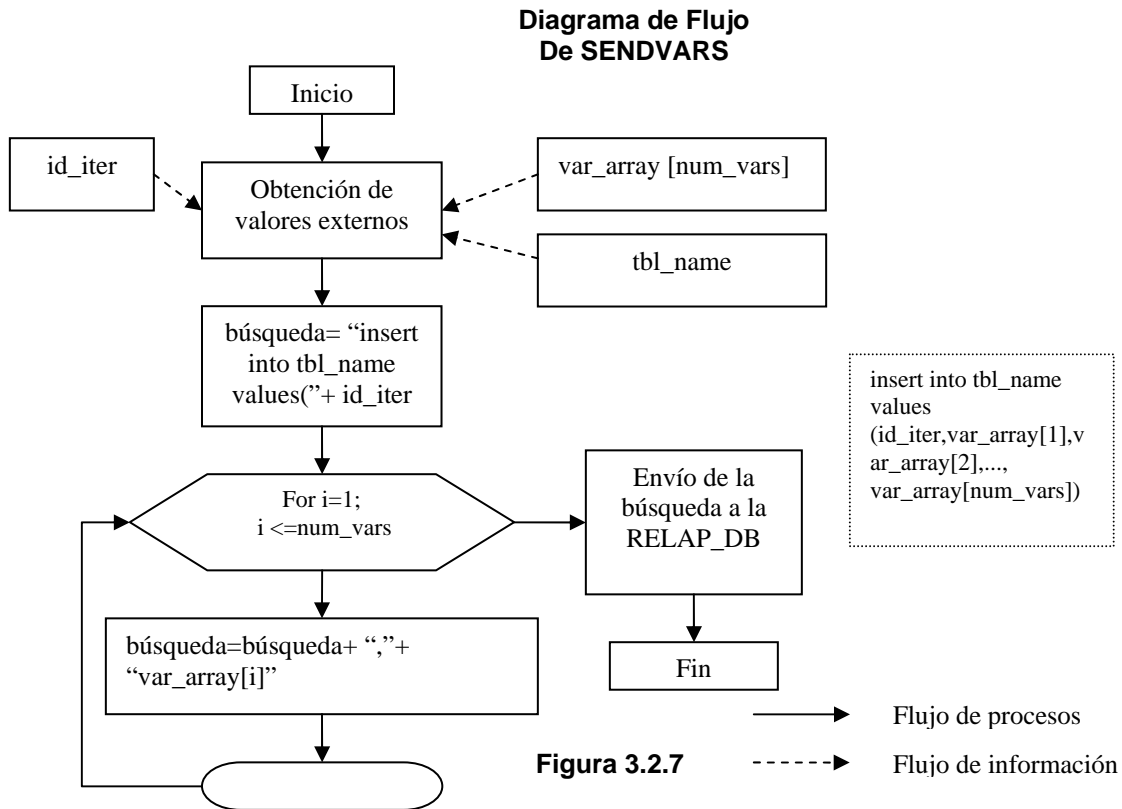 Diagrama de Flujo
De SENDVARS
Inicio
id_iter
Obtención de
valores externos
var_array [num_vars]
tbl_name
búsqueda= “insert
into tbl_name
values(”+ id_iter
insert into tbl_name
values
(id_iter,var_array[1],v
ar_array[2],...,
var_array[num_vars])
For i=1;
i <=num_vars
Envío de la
búsqueda a la
RELAP_DB
búsqueda=búsqueda+ “,”+
“var_array[i]”
Fin
Flujo de procesos
Figura 3.2.7
Flujo de información